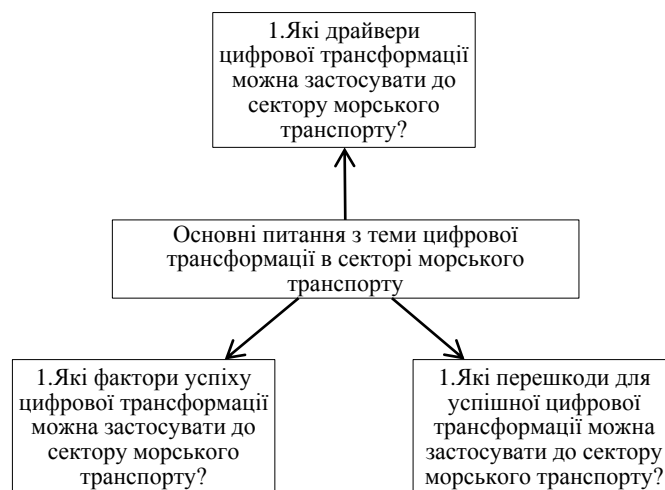 1.Які драйвери
цифрової трансформації
можна застосувати до
сектору морського
транспорту?
Основні питання з теми цифрової
трансформації в секторі морського
транспорту
1.Які фактори успіху
цифрової трансформації
можна застосувати до
сектору морського
транспорту?
1.Які перешкоди для
успішної цифрової
трансформації можна
застосувати до сектору
морського транспорту?